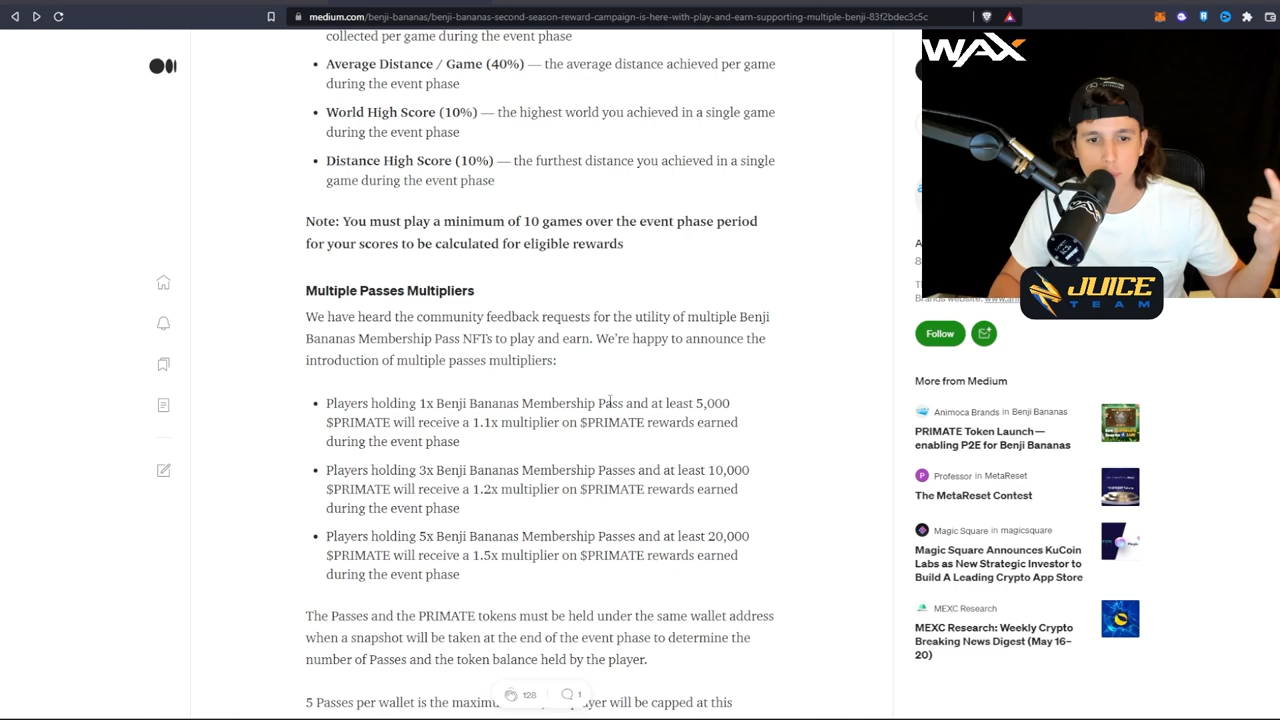 medium.com/benji-bananas/benji-bananas-second-season-reward-campaign-is-here-with-play-and-earn-supporting-multiple-benji-83f2bdec3c5c
collected per game during the event phase
• Average Distance / Game (40%) — the average distance achieved per game
during the event phase
• World High Score (10%) — the highest world you achieved in a single game
during the event phase
• Distance High Score (10%) — the furthest distance you achieved in a single
game during the event phase
Note: You must play a minimum of 10 games over the event phase period
for your scores to be calculated for eligible rewards
Multiple Passes Multipliers
We have heard the community feedback requests for the utility of multiple Benji
Bananas Membership Pass NFTs to play and earn. We're happy to announce the
introduction of multiple passes multipliers:
• Players holding 1x Benji Bananas Membership Pass and at least 5,000
$PRIMATE will receive a 1.1x multiplier on $PRIMATE rewards earned
during the event phase
• Players holding 3x Benji Bananas Membership Passes and at least 10,000
$PRIMATE will receive a 1.2x multiplier on $PRIMATE rewards earned
during the event phase
• Players holding 5x Benji Bananas Membership Passes and at least 20,000
$PRIMATE will receive a 1.5x multiplier on $PRIMATE rewards earned
during the event phase
The Passes and the PRIMATE tokens must be held under the same wallet address
when a snapshot will be taken at the end of the event phase to determine the
number of Passes and the token balance held by the player.
5 Passes per wallet is the will be capped at this
128
1
WAX
WAX
JUICE
TEAM
Follow
More from Medium
Animoca Brands in Benji Bananas
PRIMATE Token Launch —
enabling P2E for Benji Bananas
P
Professor in MetaReset
The MetaReset Contest
Magic Square in magicsquare
Magic Square Announces KuCoin
Labs as New Strategic Investor to
Build A Leading Crypto App Store
MEXC Research
MEXC Research: Weekly Crypto
Breaking News Digest (May 16–
20)